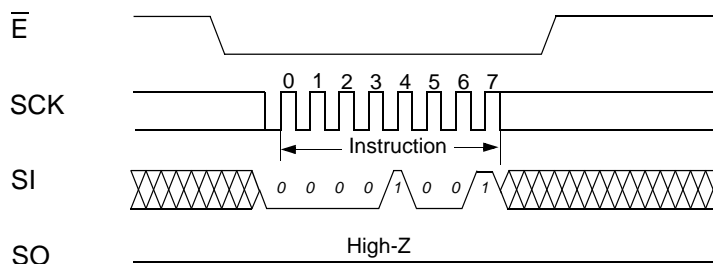 E
SCK
0 1 2 3 4 5 6 7
Instruction
SI
0 0 0 0 1 0 0 1
High-Z
SO